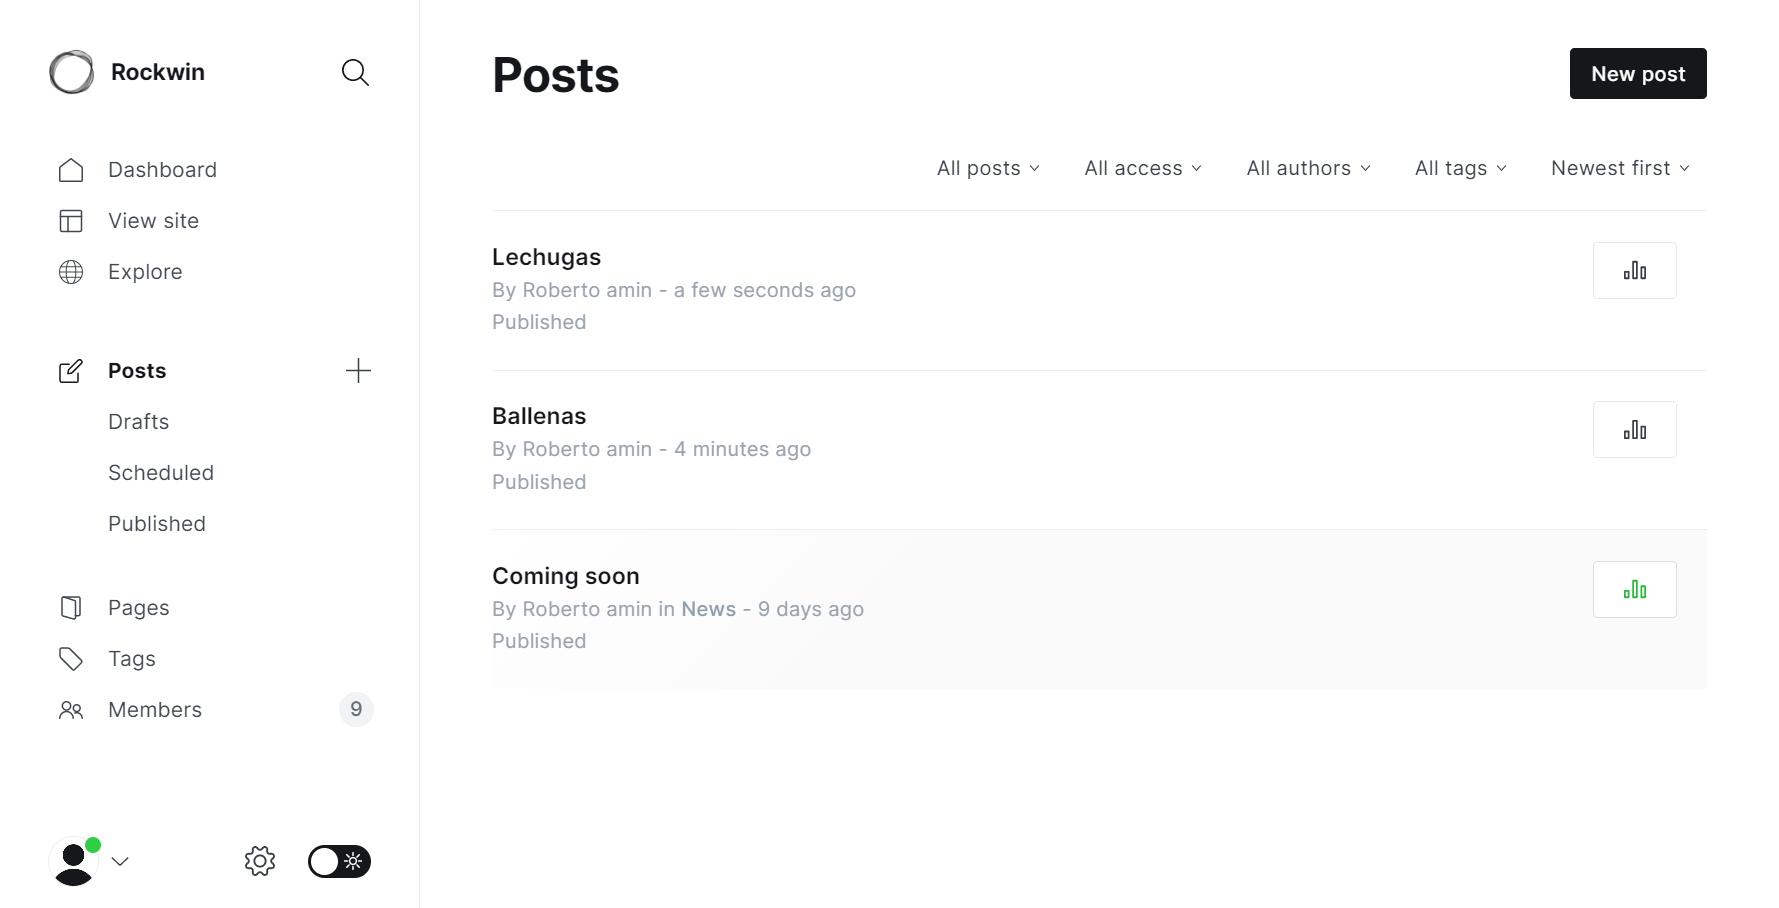 Rockwin
Dashboard
View site
Explore
Posts
Drafts
Scheduled
Published
Pages
Tags
Members 9
Posts
New post
All posts All access All authors All tags Newest first
Lechugas
By Roberto amin - a few seconds ago
Published
Ballenas
By Roberto amin - 4 minutes ago
Published
Coming soon
By Roberto amin in News - 9 days ago
Published